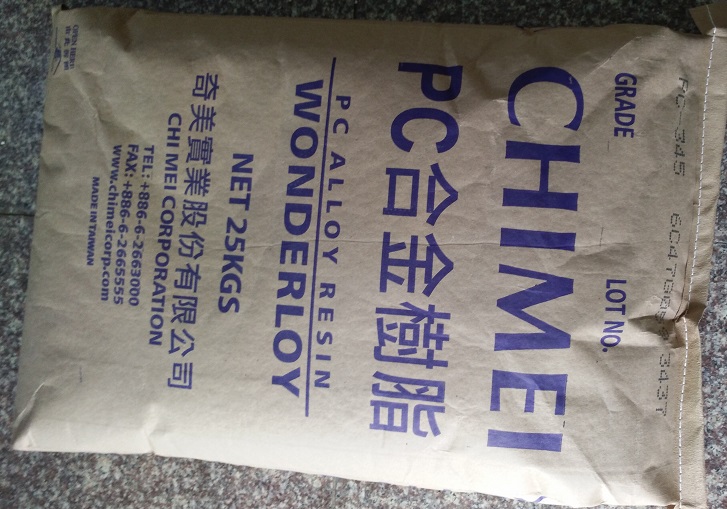 GRADE
PC-345
LOT NO.
CHIMEI
PC合金樹脂
PC ALLOY RESIN
WONDERLOY
NET 25KGS
奇美實業股份有限公司
CHI MEI CORPORATION
TEL: +886-6-2663000
FAX: +886-6-2665555
www.chimeicorp.com
MADE IN TAIWAN